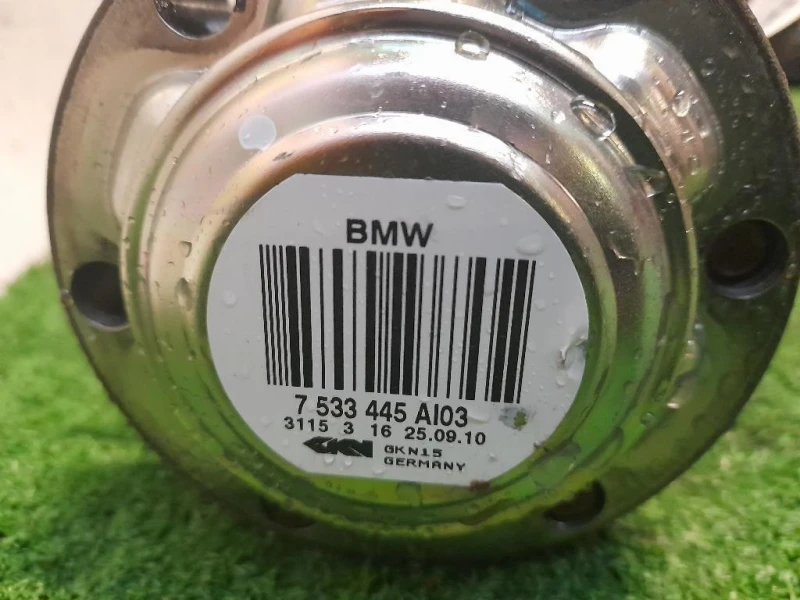 BMW
7 533 445 AI03
3115 3 16 25.09.10
GKN GKN15
GERMANY